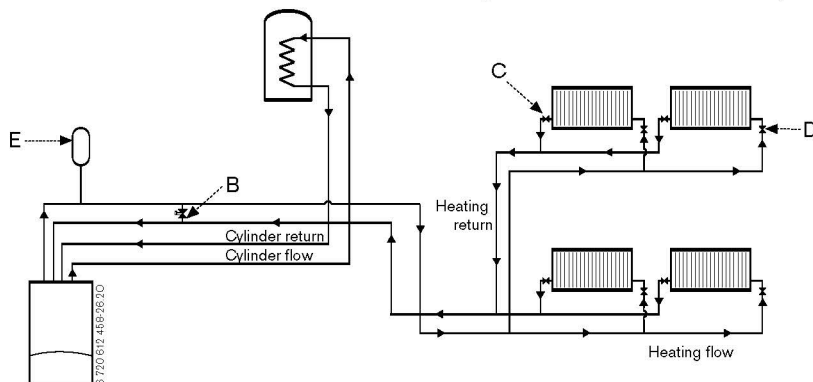 C
D
E
B
Heating
return
Cylinder return
Cylinder flow
Heating flow
6 720 612 458-26.2O